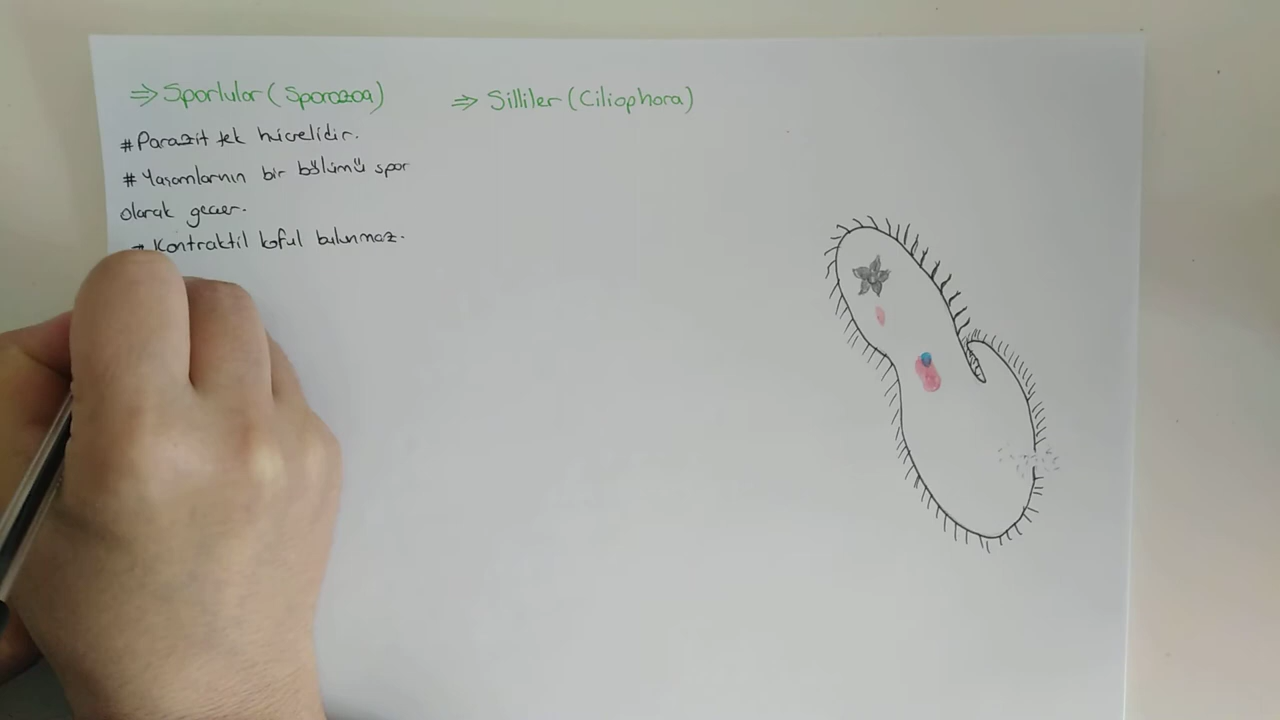 ⇒ Sporlular (Sporozoa)
# Parazit tek hücrelidir.
# Yaşamlarının bir bölümü spor
olarak geçer.
# Kontraktil koful bulunmaz.
⇒ Silliler (Ciliophora)